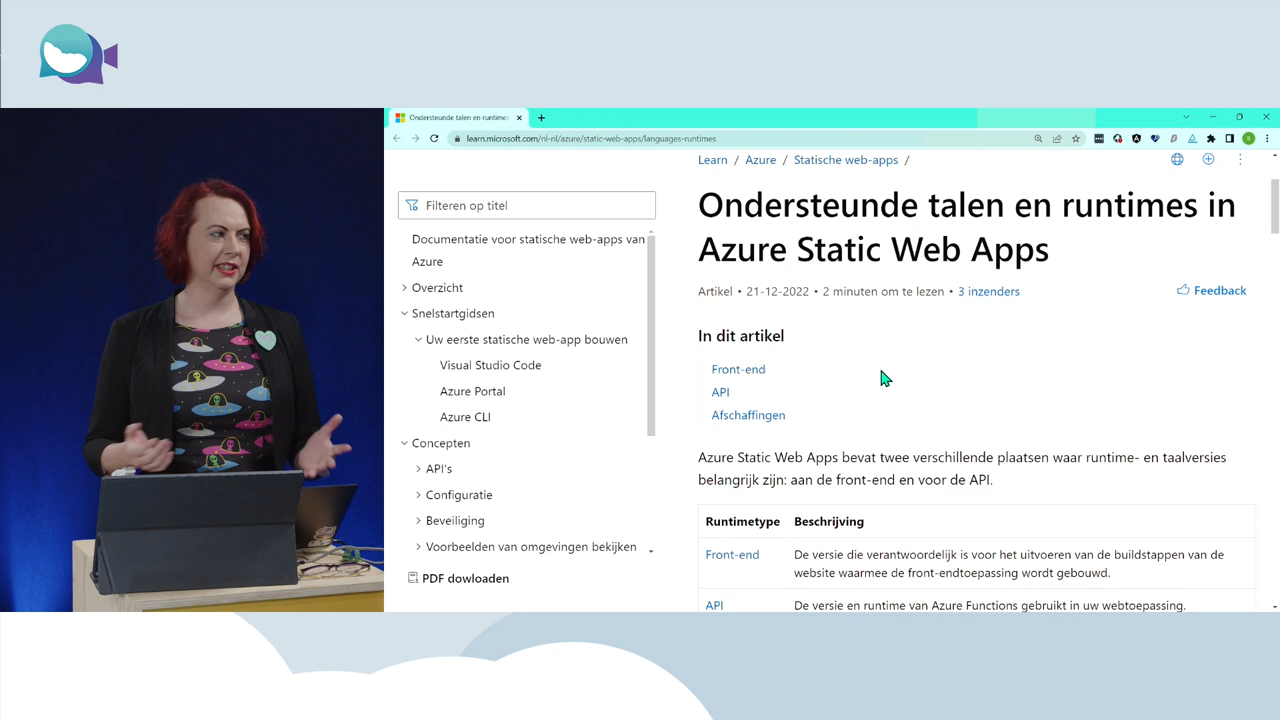 Ondersteunde talen en runtimes
learn.microsoft.com/nl-nl/azure/static-web-apps/languages-runtimes
Learn / Azure / Statische web-apps /
Filteren op titel
Documentatie voor statische web-apps van
Azure
Overzicht
Snelstartgidsen
Uw eerste statische web-app bouwen
Visual Studio Code
Azure Portal
Azure CLI
Concepten
API's
Configuratie
Beveiliging
Voorbeelden van omgevingen bekijken
PDF dowloaden
Ondersteunde talen en runtimes in
Azure Static Web Apps
Artikel • 21-12-2022 • 2 minuten om te lezen • 3 inzenders
Feedback
In dit artikel
Front-end
API
Afschaffingen
Azure Static Web Apps bevat twee verschillende plaatsen waar runtime- en taalversies
belangrijk zijn: aan de front-end en voor de API.
Runtimetype Beschrijving
Front-end De versie die verantwoordelijk is voor het uitvoeren van de buildstappen van de
website waarmee de front-endtoepassing wordt gebouwd.
API De versie en runtime van Azure Functions gebruikt in uw webtoepassing.